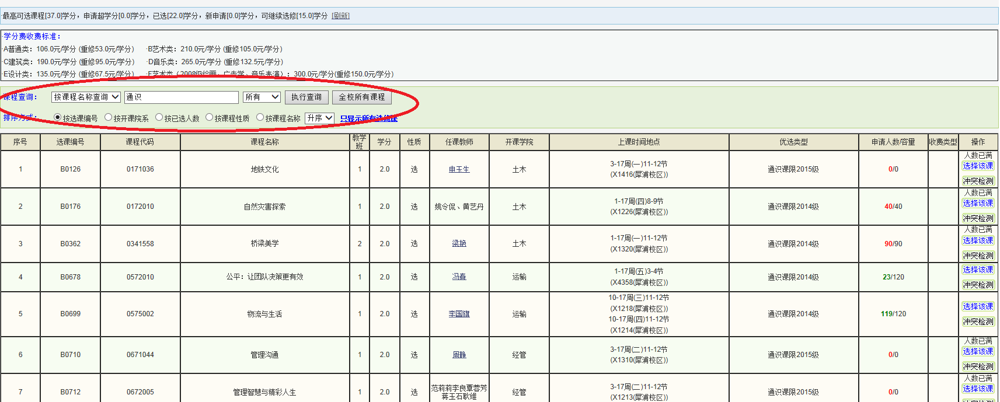 ·最高可选课程[37.0]学分，申请超学分[0.0]学分，已选[22.0]学分，新申请[0.0]学分，可继续选修[15.0]学分 [刷新]
·学分费收费标准：
·A普通类：106.0元/学分 (重修53.0元/学分) ·B艺术类：210.0元/学分 (重修105.0元/学分)
·C建筑类：190.0元/学分 (重修95.0元/学分) ·D音乐类：265.0元/学分 (重修132.5元/学分)
·E设计类：135.0元/学分 (重修67.5元/学分) ·F艺术类（2008级绘画、广告学、音乐表演）：300.0元/学分(重修150.0元/学分)
课程查询： 按课程名称查询 通识 所有 执行查询 全校所有课程
排序方式： 按选课编号 按开课院系 按已选人数 按课程性质 按课程名称 升序 只显示所有选修课
序号 选课编号 课程代码 课程名称 教学班 学分 性质 任课教师 开课学院 上课时间地点 优选类型 申请人数/容量 收费类型 操作
1 B0126 0171036 地铁文化 1 2.0 选 申玉生 土木 3-17周(一)11-12节 (X1416(犀浦校区)) 通识课限2015级 0/0 人数已满 选择该课 冲突检测
2 B0176 0172010 自然灾害探索 1 2.0 选 姚令侃、黄艺丹 土木 1-17周(四)8-9节 (X1226(犀浦校区)) 通识课限2014级 40/40 人数已满 选择该课 冲突检测
3 B0362 0341558 桥梁美学 2 2.0 选 梁艳 土木 1-17周(一)11-12节 (X1320(犀浦校区)) 通识课限2014级 90/90 人数已满 选择该课 冲突检测
4 B0678 0572010 公平：让团队决策更有效 1 2.0 选 冯春 运输 1-17周(五)3-4节 (X4358(犀浦校区)) 通识课限2014级 23/120 选择该课 冲突检测
5 B0699 0575002 物流与生活 1 2.0 选 李国旗 运输 10-17周(三)11-12节 (X1218(犀浦校区)) 10-17周(四)11-12节 (X1214(犀浦校区)) 通识课限2014级 119/120 选择该课 冲突检测
6 B0710 0671044 管理沟通 1 2.0 选 周静 经管 3-17周(二)11-12节 (X1310(犀浦校区)) 通识课限2015级 0/0 人数已满 选择该课 冲突检测
7 B0712 0672005 管理智慧与精彩人生 1 2.0 选 范莉莉李良覃蓉芳蒋玉石耿维 经管 3-17周(二)11-12节 (X1213(犀浦校区)) 通识课限2015级 0/0 人数已满 选择该课